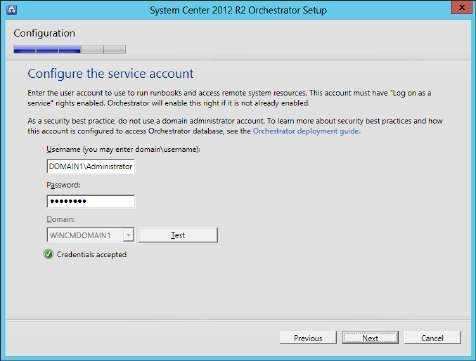 System Center 2012 R2 Orchestrator Setup
Configuration
Configure the service account
Enter the user account to use to run runbooks and access remote system resources. This account must have "Log on as a
service" rights enabled. Orchestrator will enable this right if it is not already enabled.
As a security best practice, do not use a domain administrator account. To learn more about security best practices and how
this account is configured to access Orchestrator database, see the Orchestrator deployment guide.
Username (you may enter domain\username):
DOMAIN1\Administrator
Password:
••••••••
Domain:
WINCMDOMAIN1
Test
Credentials accepted
Previous
Next
Cancel